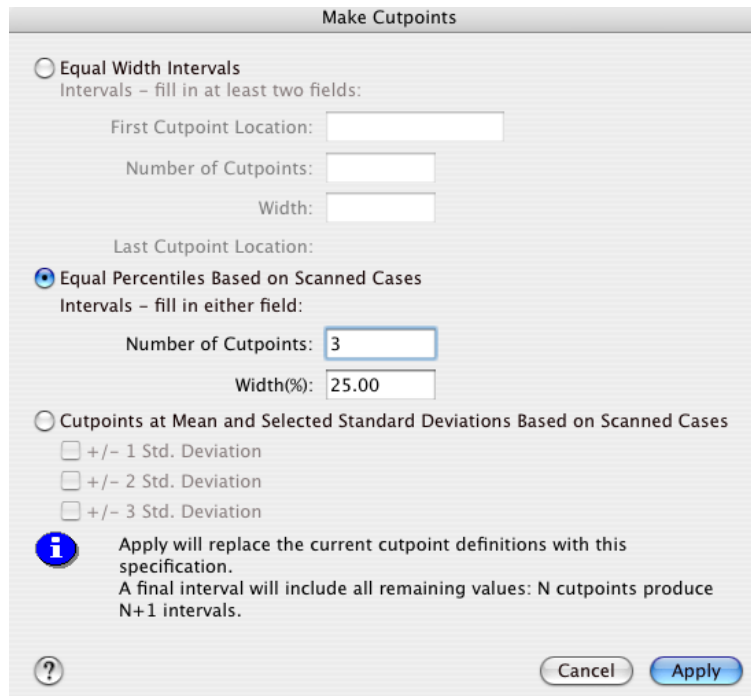 Make Cutpoints
Equal Width Intervals
Intervals – fill in at least two fields:
First Cutpoint Location:
Number of Cutpoints:
Width:
Last Cutpoint Location:
Equal Percentiles Based on Scanned Cases
Intervals – fill in either field:
Number of Cutpoints: 3
Width(%): 25.00
Cutpoints at Mean and Selected Standard Deviations Based on Scanned Cases
+/– 1 Std. Deviation
+/– 2 Std. Deviation
+/– 3 Std. Deviation
i
Apply will replace the current cutpoint definitions with this
specification.
A final interval will include all remaining values: N cutpoints produce
N+1 intervals.
? Cancel Apply